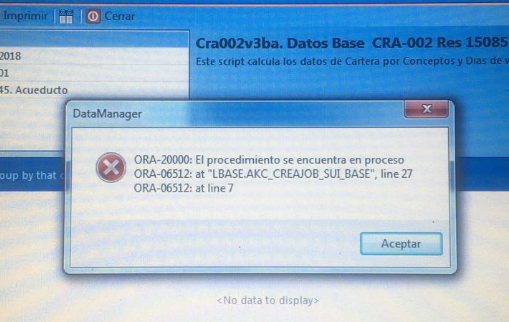 Imprimir
Cerrar
Cra002v3ba. Datos Base CRA-002 Res 15085
2018
Este script calcula los datos de Cartera por Conceptos y Dias de
01
45. Acueducto
DataManager
ORA-20000: El procedimiento se encuentra en proceso
ORA-06512: at "LBASE.AKC_CREAJOB_SUI_BASE", line 27
ORA-06512: at line 7
oup by that
Aceptar
<No data to display>